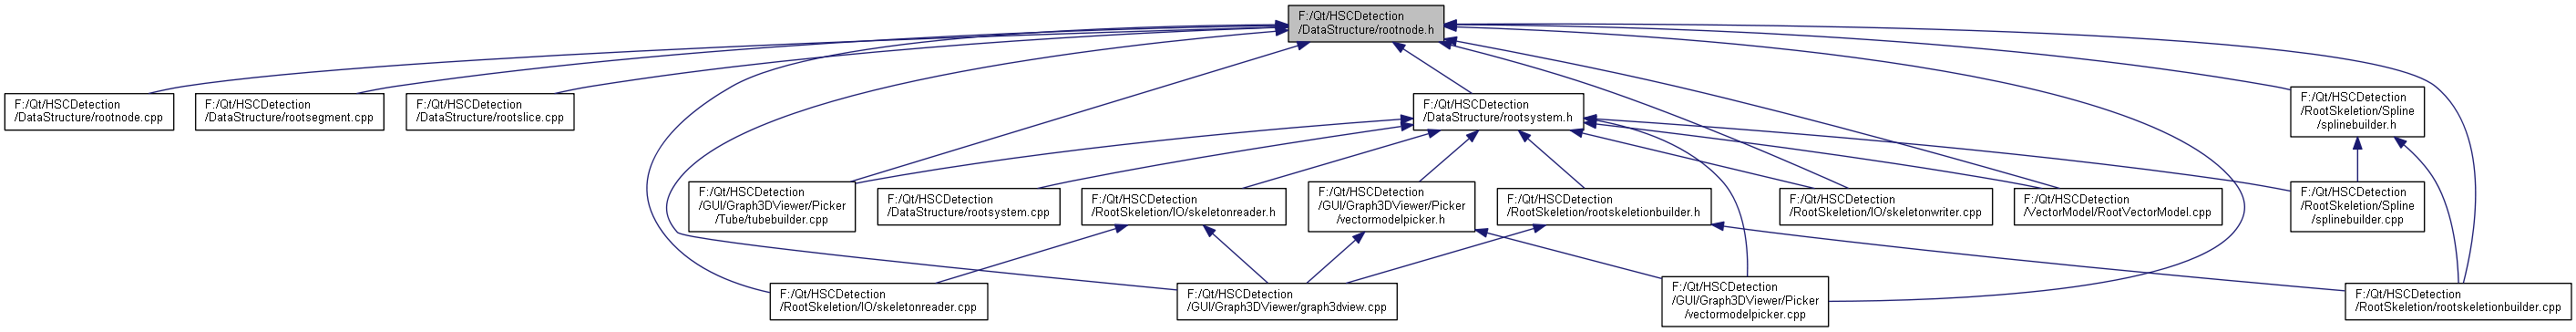 F:/Qt/HSCDetection
/DataStructure/rootnode.h
F:/Qt/HSCDetection
/DataStructure/rootnode.cpp
F:/Qt/HSCDetection
/DataStructure/rootsegment.cpp
F:/Qt/HSCDetection
/DataStructure/rootslice.cpp
F:/Qt/HSCDetection
/DataStructure/rootsystem.h
F:/Qt/HSCDetection
/RootSkeletion/Spline
/splinebuilder.h
F:/Qt/HSCDetection
/GUI/Graph3DViewer/Picker
/Tube/tubebuilder.cpp
F:/Qt/HSCDetection
/DataStructure/rootsystem.cpp
F:/Qt/HSCDetection
/RootSkeletion/IO/skeletonreader.h
F:/Qt/HSCDetection
/GUI/Graph3DViewer/Picker
/vectormodelpicker.h
F:/Qt/HSCDetection
/RootSkeletion/rootskeletionbuilder.h
F:/Qt/HSCDetection
/RootSkeletion/IO/skeletonwriter.cpp
F:/Qt/HSCDetection
/VectorModel/RootVectorModel.cpp
F:/Qt/HSCDetection
/RootSkeletion/Spline
/splinebuilder.cpp
F:/Qt/HSCDetection
/RootSkeletion/IO/skeletonreader.cpp
F:/Qt/HSCDetection
/GUI/Graph3DViewer/graph3dview.cpp
F:/Qt/HSCDetection
/GUI/Graph3DViewer/Picker
/vectormodelpicker.cpp
F:/Qt/HSCDetection
/RootSkeletion/rootskeletionbuilder.cpp